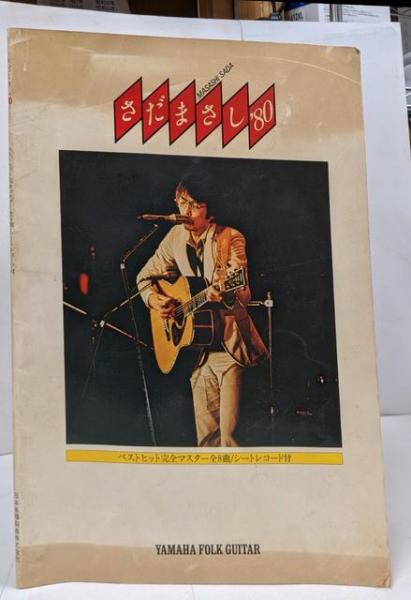 MASASHI SADA
さだまさし'80
ベストヒット完全マスター全8曲/シートレコード付
YAMAHA FOLK GUITAR